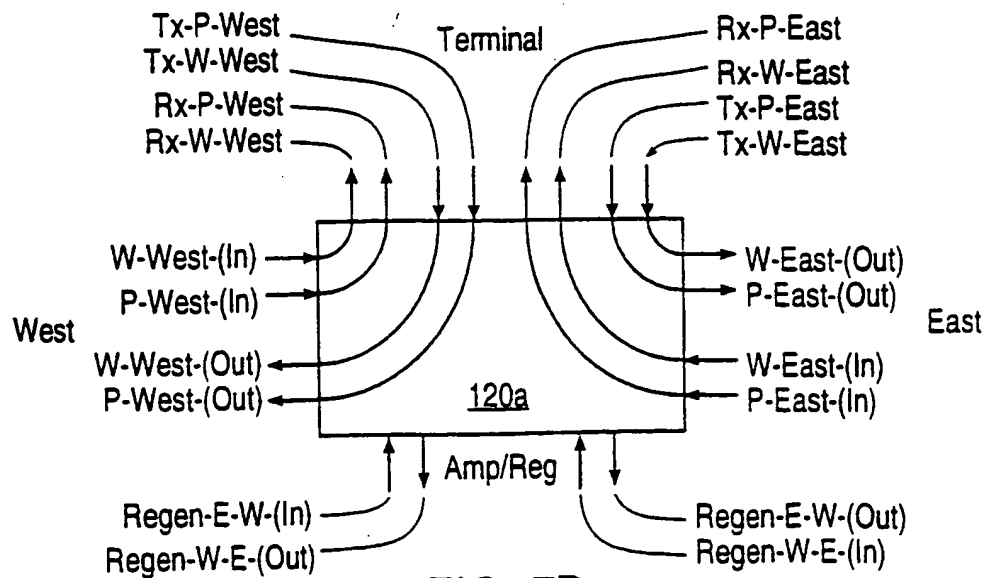 Tx-P-West
Terminal
Rx-P-East
Tx-W-West
Rx-W-East
Rx-P-West
Tx-P-East
Rx-W-West
Tx-W-East
W-West-(In)
W-East-(Out)
P-West-(In)
P-East-(Out)
West
East
W-West-(Out)
W-East-(In)
P-West-(Out)
120a
P-East-(In)
Amp/Reg
Regen-E-W-(In)
Regen-E-W-(Out)
Regen-W-E-(Out)
Regen-W-E-(In)